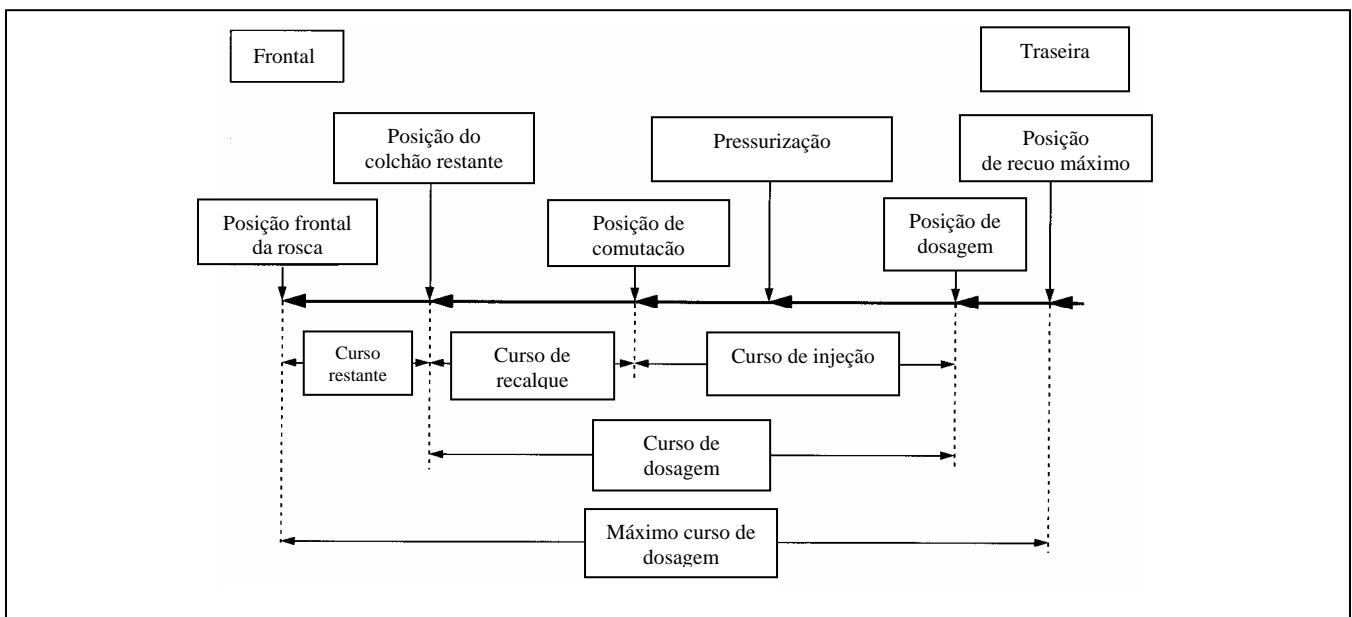 Frontal
Traseira
Posição do
colchão restante
Pressurização
Posição
de recuo máximo
Posição frontal
da rosca
Posição de
comutação
Posição de
dosagem
Curso
restante
Curso de
recalque
Curso de injeção
Curso de
dosagem
Máximo curso de
dosagem